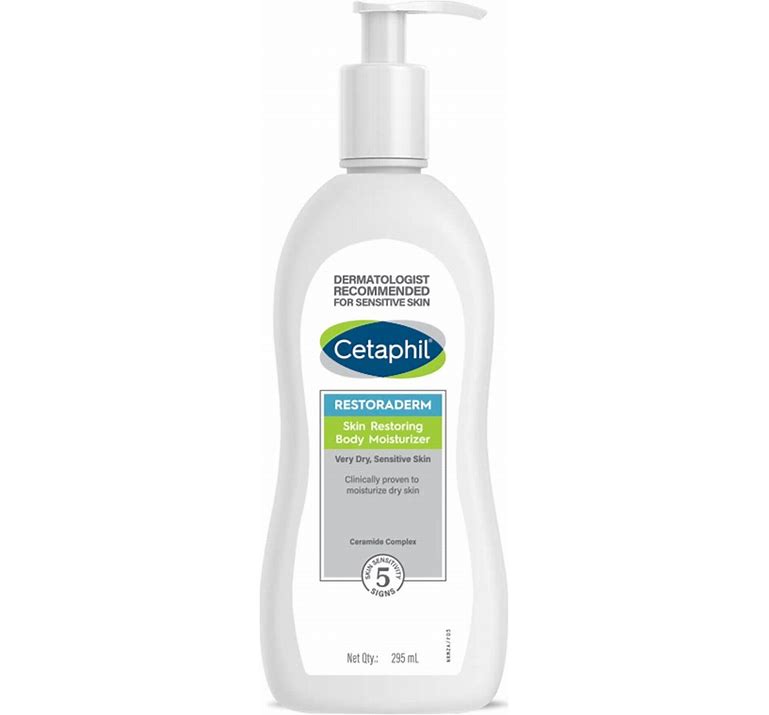 DERMATOLOGIST
RECOMMENDED
FOR SENSITIVE SKIN
Cetaphil®
RESTORADERM
Skin Restoring
Body Moisturizer
Very Dry, Sensitive Skin
Clinically proven to
moisturize dry skin
Ceramide Complex
SKIN SENSITIVITY
5
SIGNS
Net Qty.: 295 mL